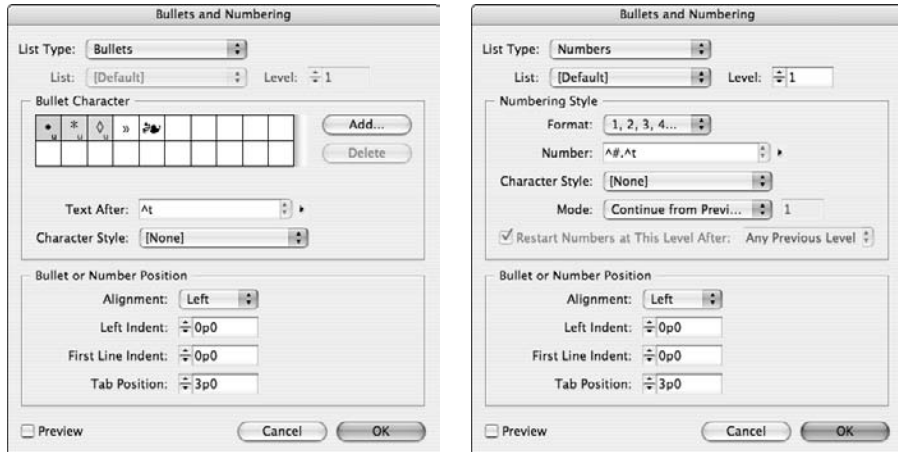 Bullets and Numbering
List Type: Bullets
List: [Default] Level: 1
Bullet Character
• u * u ◊ u » ❧
Add...
Delete
Text After: ^t
Character Style: [None]
Bullet or Number Position
Alignment: Left
Left Indent: 0p0
First Line Indent: 0p0
Tab Position: 3p0
Preview Cancel OK
Bullets and Numbering
List Type: Numbers
List: [Default] Level: 1
Numbering Style
Format: 1, 2, 3, 4...
Number: ^#.^t
Character Style: [None]
Mode: Continue from Previ... 1
Restart Numbers at This Level After: Any Previous Level
Bullet or Number Position
Alignment: Left
Left Indent: 0p0
First Line Indent: 0p0
Tab Position: 3p0
Preview Cancel OK